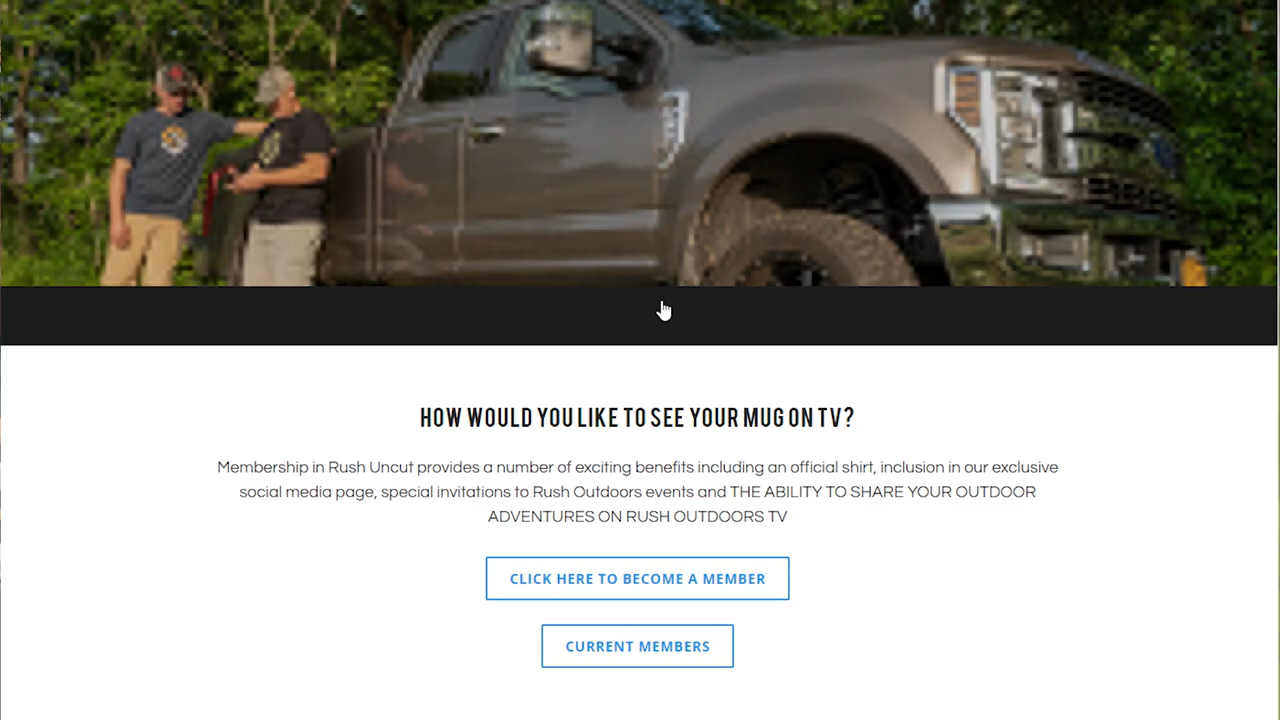 HOW WOULD YOU LIKE TO SEE YOUR MUG ON TV?
Membership in Rush Uncut provides a number of exciting benefits including an official shirt, inclusion in our exclusive
social media page, special invitations to Rush Outdoors events and THE ABILITY TO SHARE YOUR OUTDOOR
ADVENTURES ON RUSH OUTDOORS TV
CLICK HERE TO BECOME A MEMBER
CURRENT MEMBERS